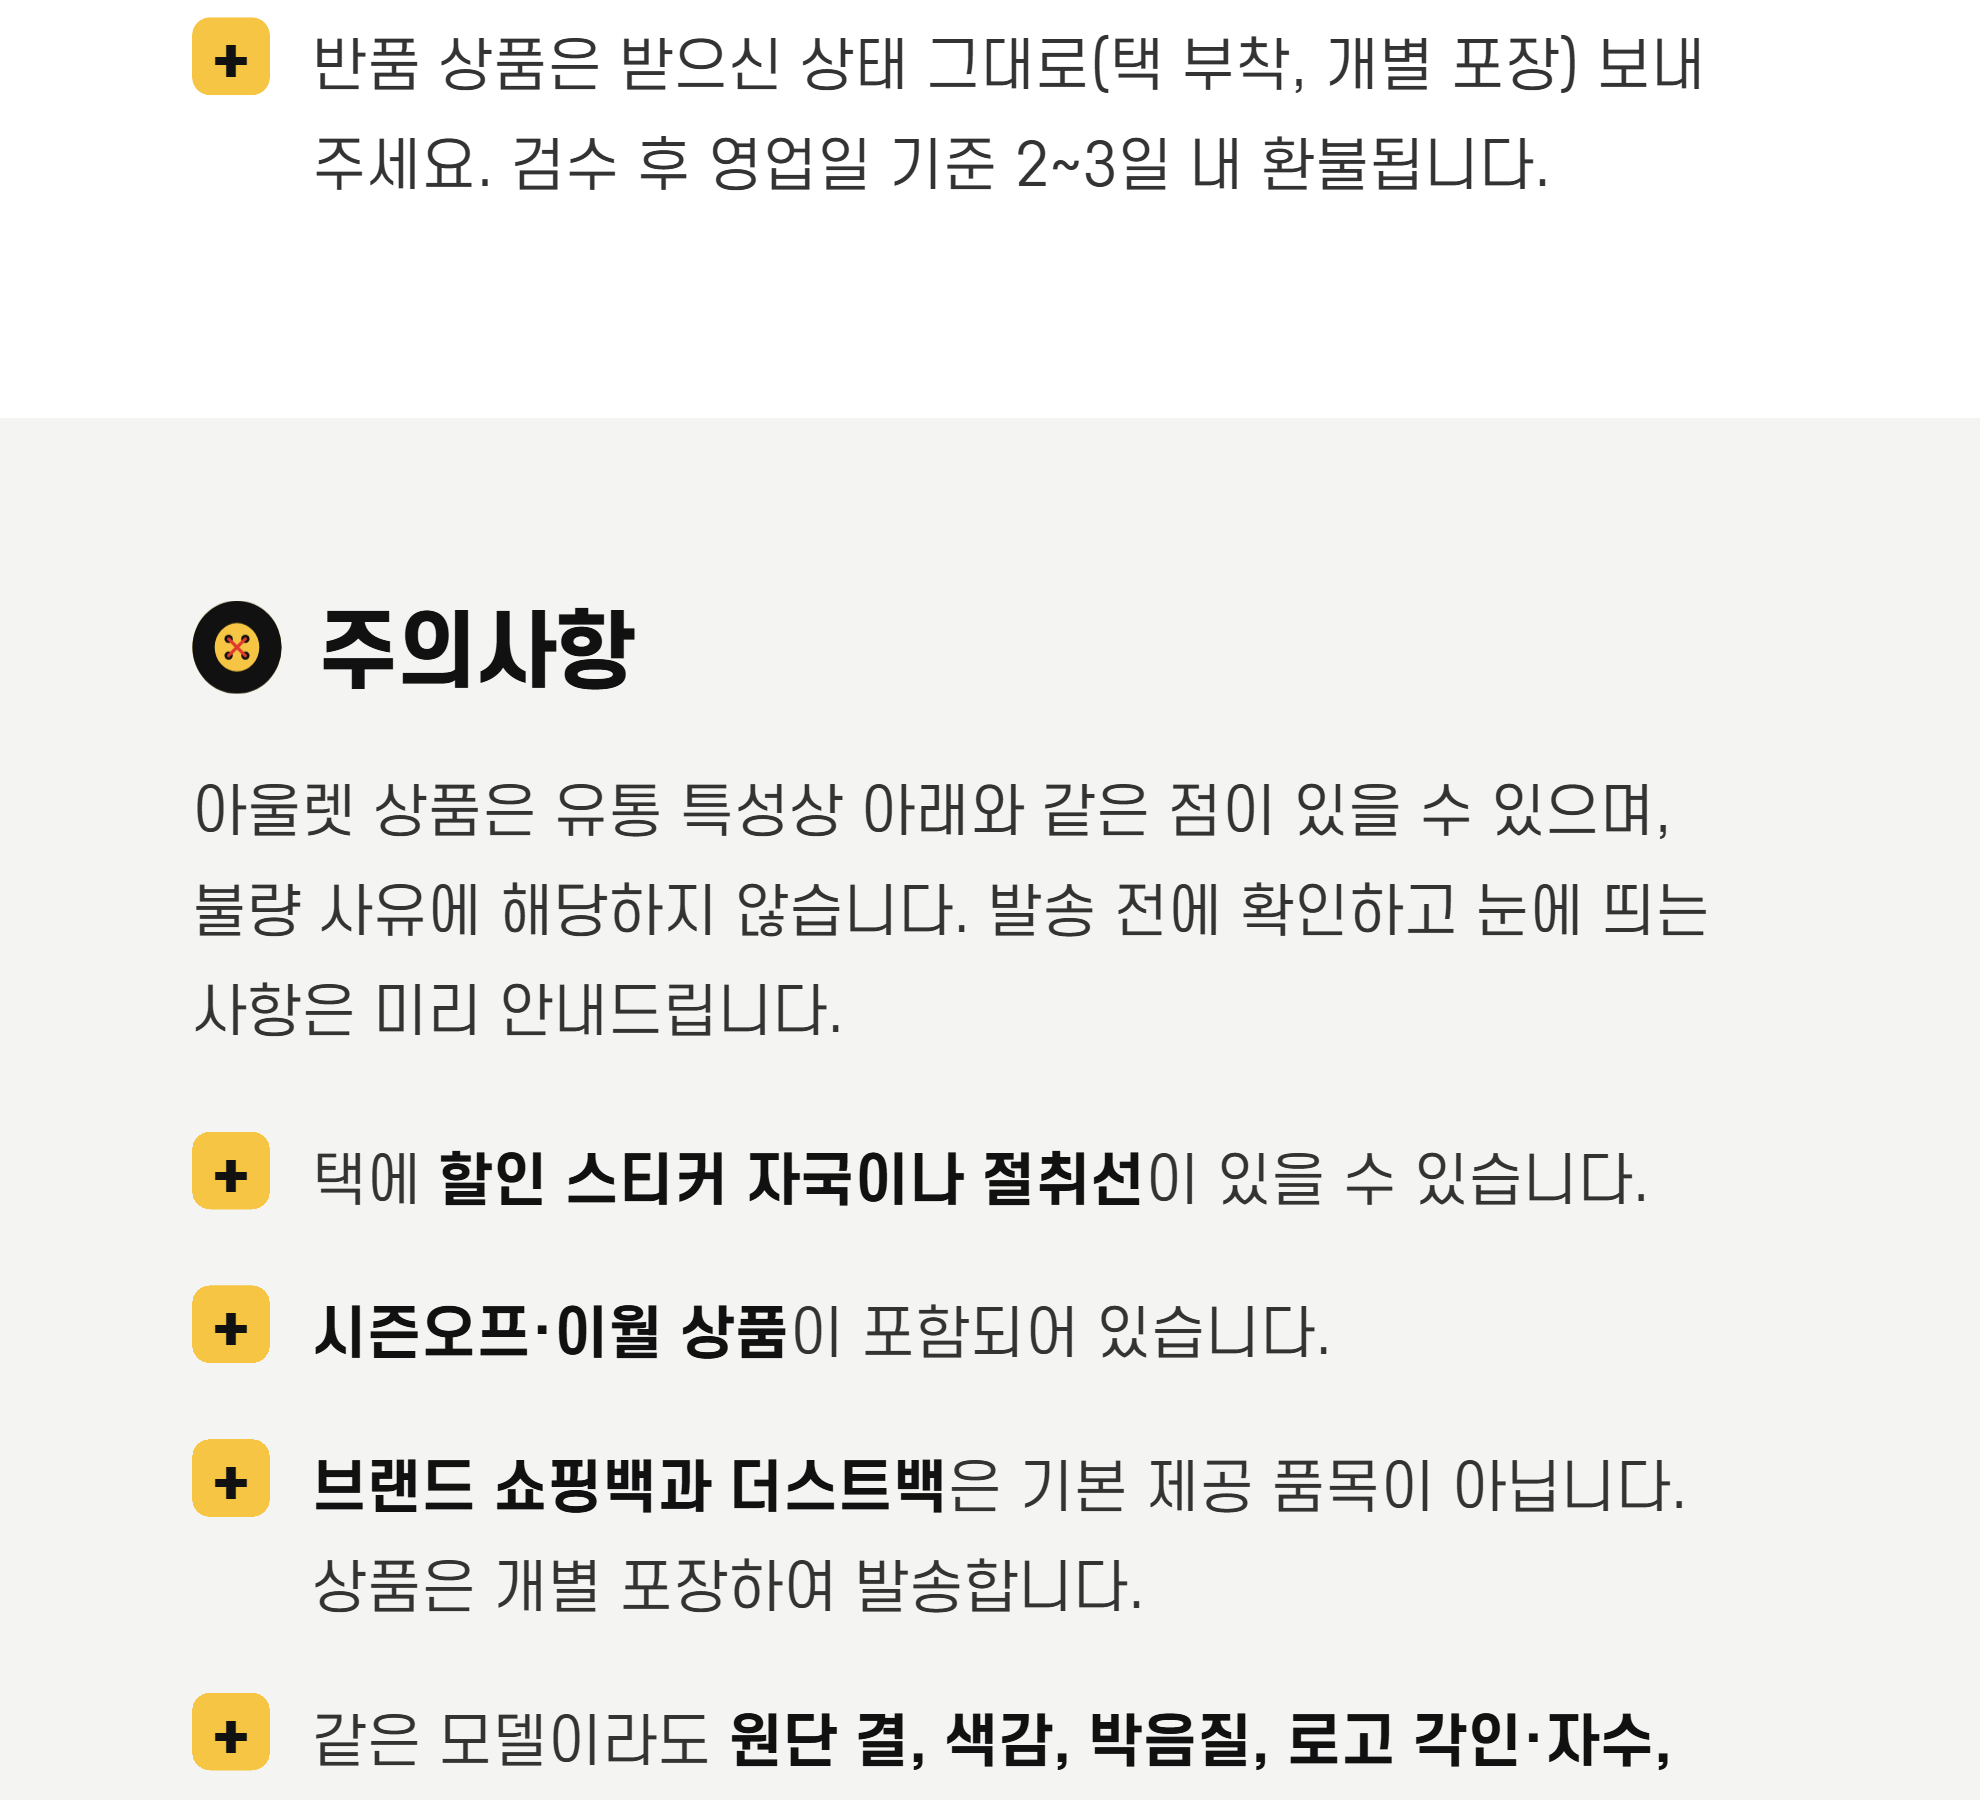 반품 상품은 받으신 상태 그대로(택 부착, 개별 포장) 보내
주세요. 검수 후 영업일 기준 2~3일 내 환불됩니다.
주의사항
아울렛 상품은 유통 특성상 아래와 같은 점이 있을 수 있으며,
불량 사유에 해당하지 않습니다. 발송 전에 확인하고 눈에 띄는
사항은 미리 안내드립니다.
택에 할인 스티커 자국이나 절취선이 있을 수 있습니다.
시즌오프·이월 상품이 포함되어 있습니다.
브랜드 쇼핑백과 더스트백은 기본 제공 품목이 아닙니다.
상품은 개별 포장하여 발송합니다.
같은 모델이라도 원단 결, 색감, 박음질, 로고 각인·자수,